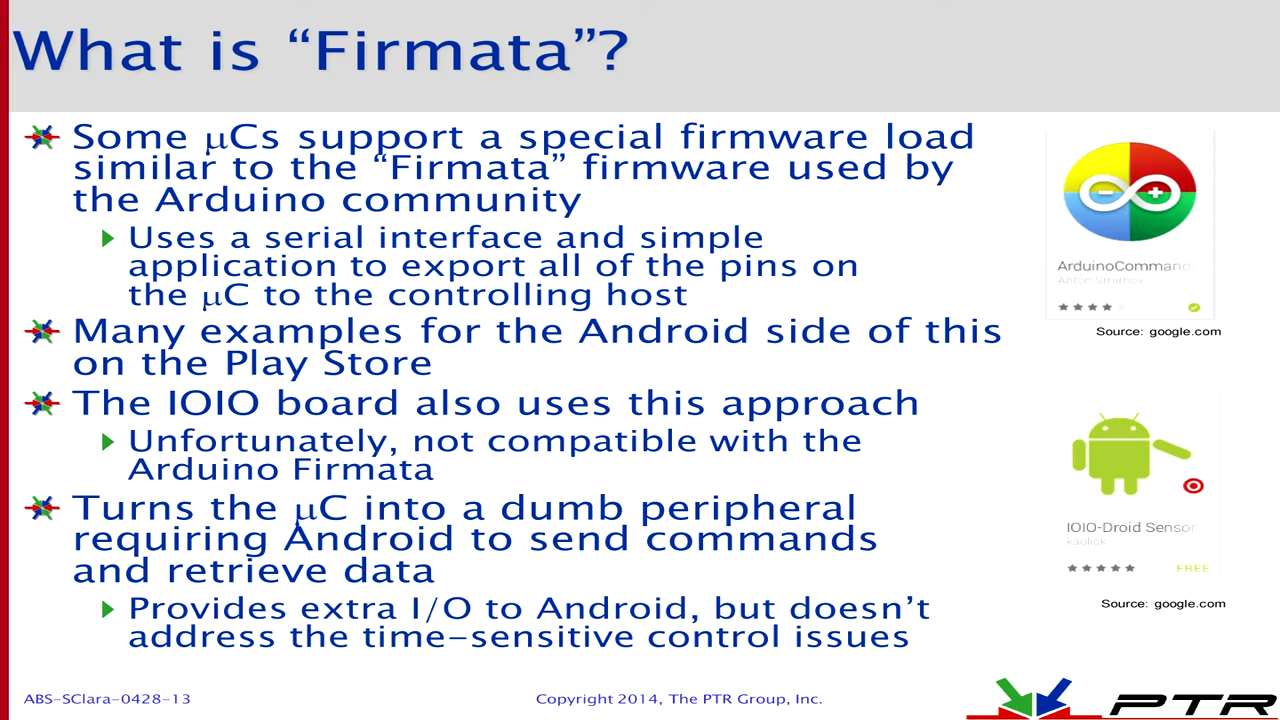 What is “Firmata”?
Some μCs support a special firmware load
similar to the “Firmata” firmware used by
the Arduino community
Uses a serial interface and simple
application to export all of the pins on
the μC to the controlling host
Many examples for the Android side of this
on the Play Store
The IOIO board also uses this approach
Unfortunately, not compatible with the
Arduino Firmata
Turns the μC into a dumb peripheral
requiring Android to send commands
and retrieve data
Provides extra I/O to Android, but doesn’t
address the time-sensitive control issues
ArduinoCommand
Anton Smirnov
Source: google.com
IOIO-Droid Sensor
kaolick
FREE
Source: google.com
ABS-SClara-0428-13
Copyright 2014, The PTR Group, Inc.
PTR